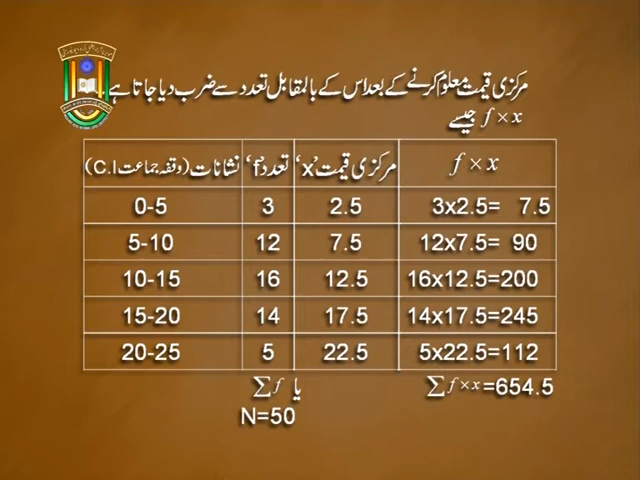 مرکزی قیمت معلوم کرنے کے بعد اس کے بالمقابل تعدد سے ضرب دیا جاتا ہے۔
جیسے f×x
نشانات (وقفہ جماعت C.I) تعدد 'f' مرکزی قیمت 'x' f×x
0-5 3 2.5 3x2.5= 7.5
5-10 12 7.5 12x7.5= 90
10-15 16 12.5 16x12.5=200
15-20 14 17.5 14x17.5=245
20-25 5 22.5 5x22.5=112
∑f یا ∑f×x=654.5
N=50